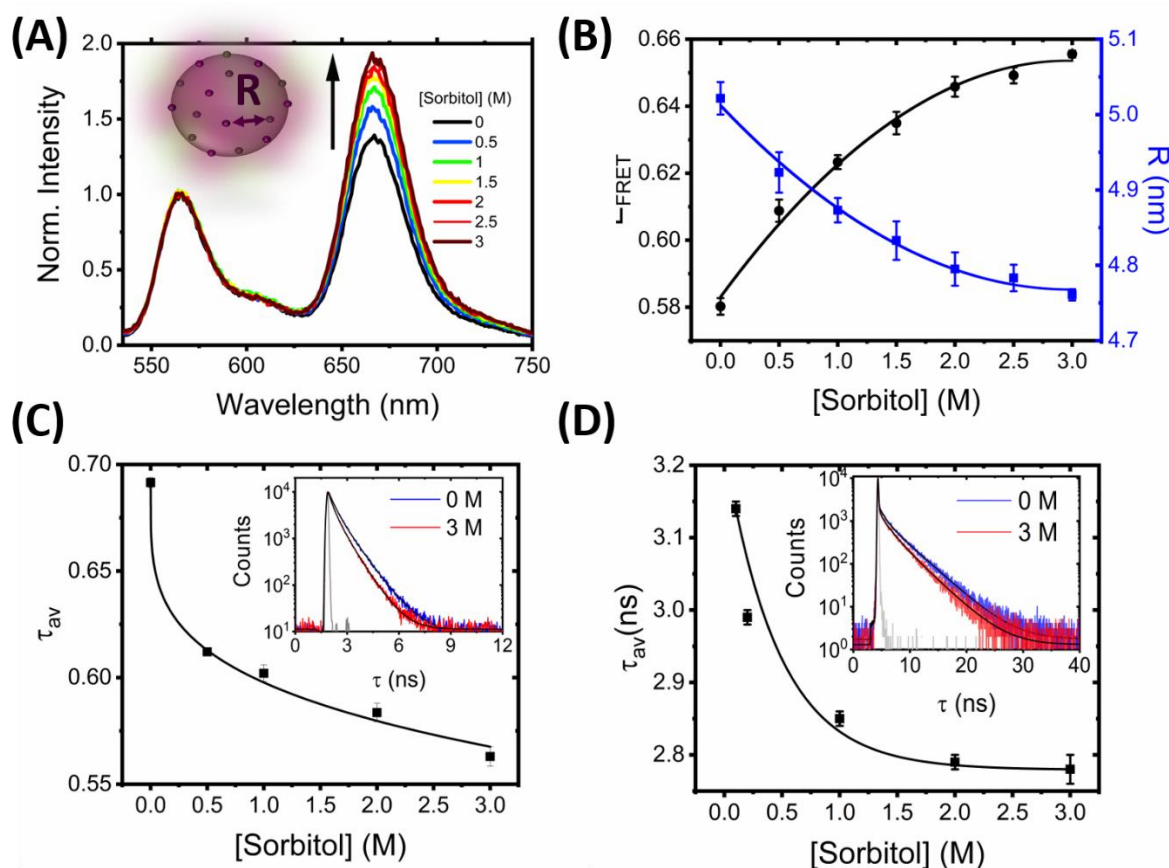 (A)
2.0
1.5
1.0
0.5
0.0
550 600 650 700 750
Norm. Intensity
Wavelength (nm)
R
[Sorbitol] (M)
0
0.5
1
1.5
2
2.5
3
(B)
0.66
0.64
0.62
0.60
0.58
FRET
5.1
5.0
4.9
4.8
4.7
R (nm)
0.0 0.5 1.0 1.5 2.0 2.5 3.0
[Sorbitol] (M)
(C)
0.70
0.65
0.60
0.55
τav
0.0 0.5 1.0 1.5 2.0 2.5 3.0
[Sorbitol] (M)
10⁴
10³
10²
10¹
Counts
0 3 6 9 12
τ (ns)
0 M
3 M
(D)
3.2
3.1
3.0
2.9
2.8
τav(ns)
0.0 0.5 1.0 1.5 2.0 2.5 3.0
[Sorbitol] (M)
10⁴
10³
10²
10¹
10⁰
Counts
0 10 20 30 40
τ (ns)
0 M
3 M